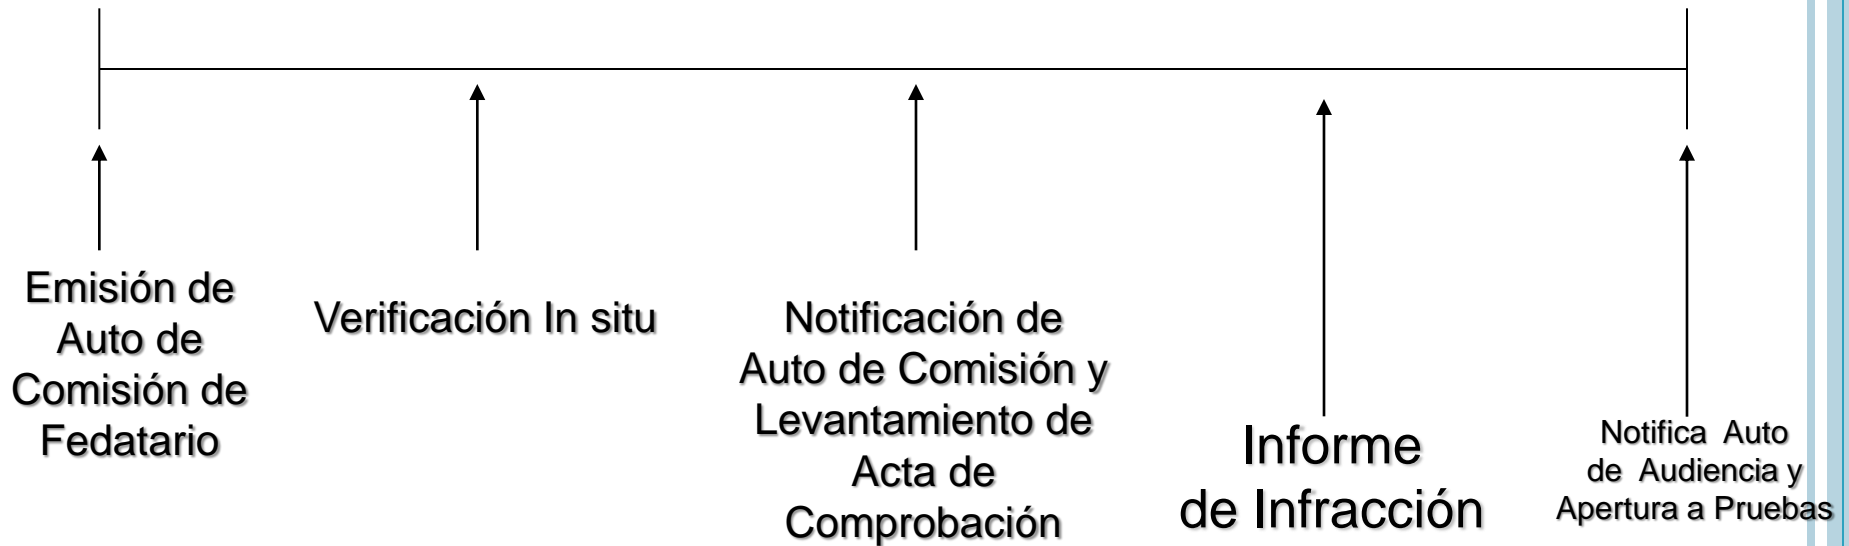 Emisión de
Auto de
Comisión de
Fedatario
Verificación In situ
Notificación de
Auto de Comisión y
Levantamiento de
Acta de
Comprobación
Informe
de Infracción
Notifica Auto
de Audiencia y
Apertura a Pruebas